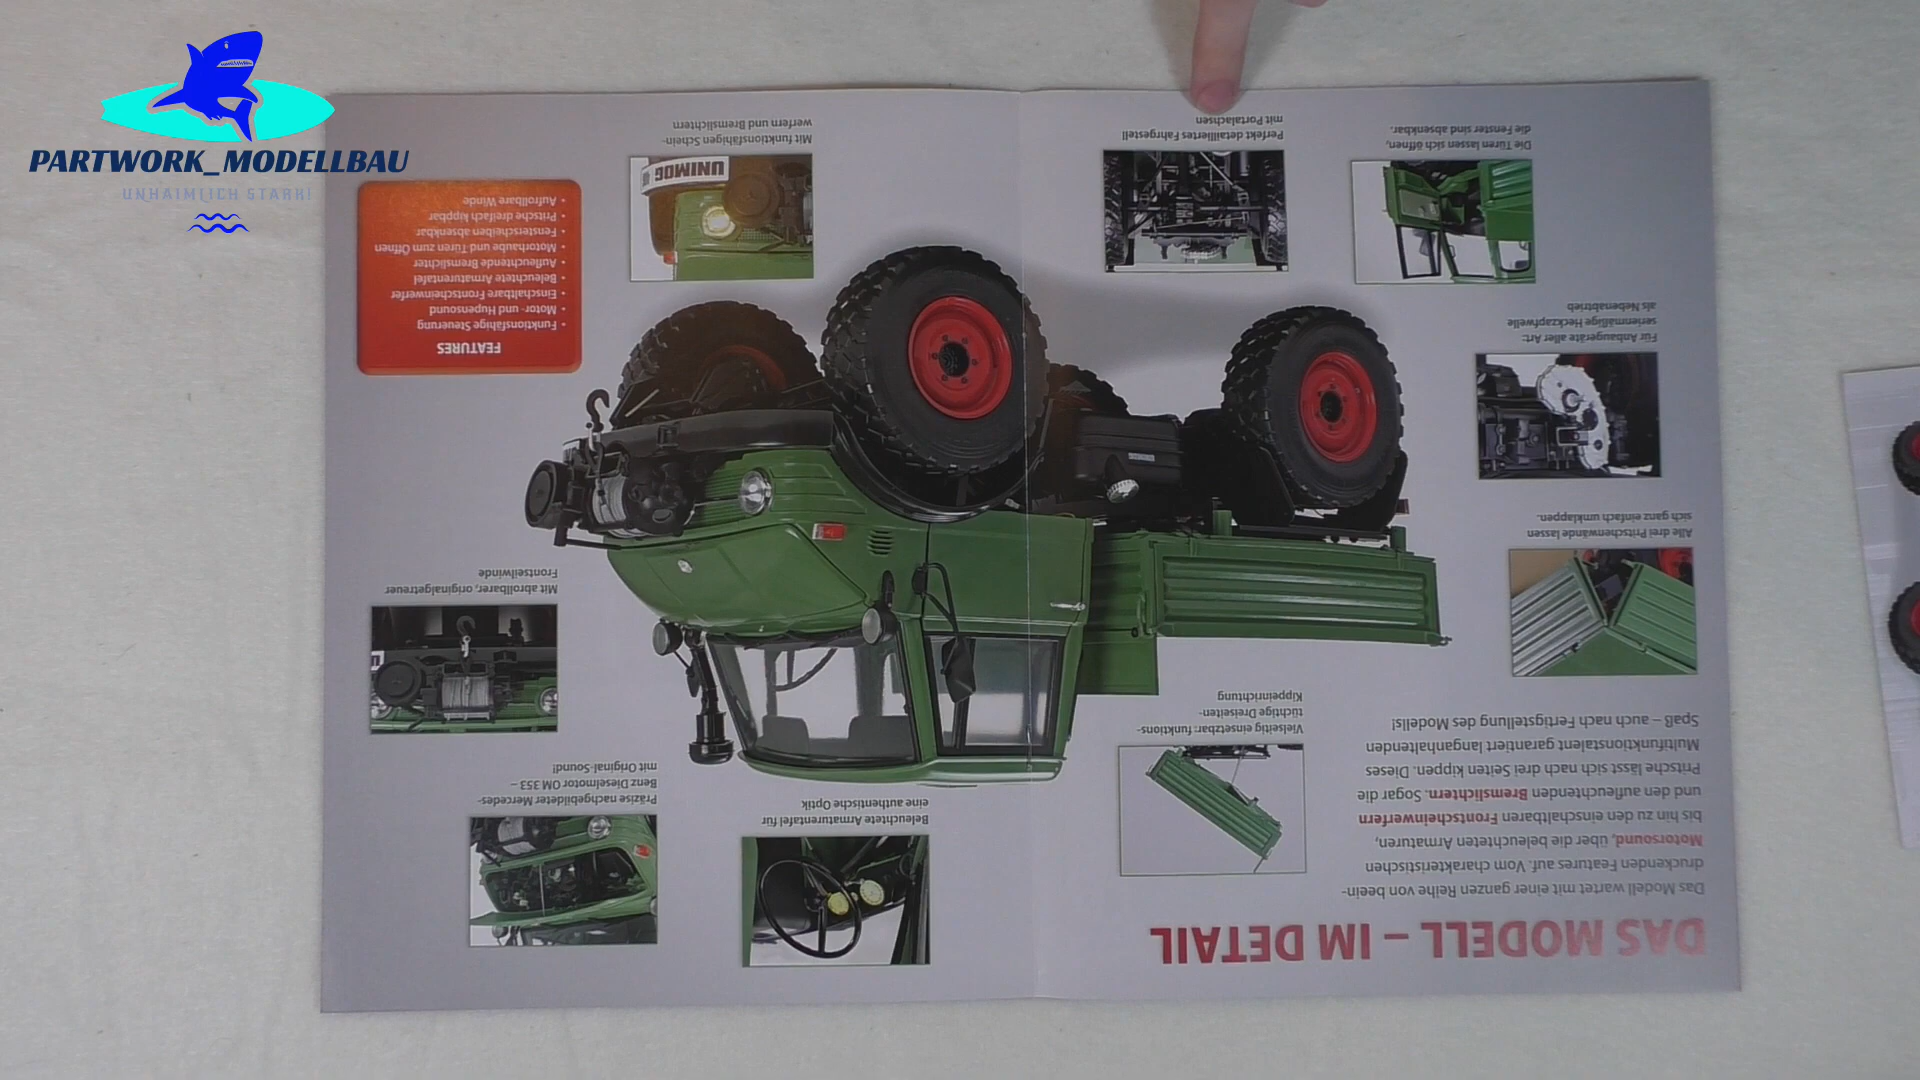 PARTWORK_MODELLBAU
UNHAIMLICH STARK!
DAS MODELL – IM DETAIL
Das Modell wartet mit einer ganzen Reihe von beein-
druckenden Features auf. Vom charakteristischen
Motorsound, über die beleuchteten Armaturen,
bis hin zu den einschaltbaren Frontscheinwerfern
und den aufleuchtenden Bremslichtern. Sogar die
Pritsche lässt sich nach drei Seiten kippen. Dieses
Multifunktionstalent garantiert langanhaltenden
Spaß – auch nach Fertigstellung des Modells!
Vielseitig einsetzbar: funktions-
tüchtige Dreiseiten-
Kippeinrichtung
Beleuchtete Armaturentafel für
eine authentische Optik
Präzise nachgebildeter Mercedes-
Benz Dieselmotor OM 353 –
mit Original-Sound!
Alle drei Pritschenwände lassen
sich ganz einfach umklappen.
Mit abrollbarer, originalgetreuer
Frontseilwinde
Für Anbaugeräte aller Art:
serienmäßige Heckzapfwelle
als Nebenabtrieb
Die Türen lassen sich öffnen,
die Fenster sind absenkbar.
Perfekt detailliertes Fahrgestell
mit Portalachsen
UNIMOG
Mit funktionsfähigen Schein-
werfern und Bremslichtern
FEATURES
• Funktionsfähige Steuerung
• Motor- und Hupensound
• Einschaltbare Frontscheinwerfer
• Beleuchtete Armaturentafel
• Aufleuchtende Bremslichter
• Motorhaube und Türen zum Öffnen
• Fensterscheiben absenkbar
• Pritsche dreifach kippbar
• Aufrollbare Winde